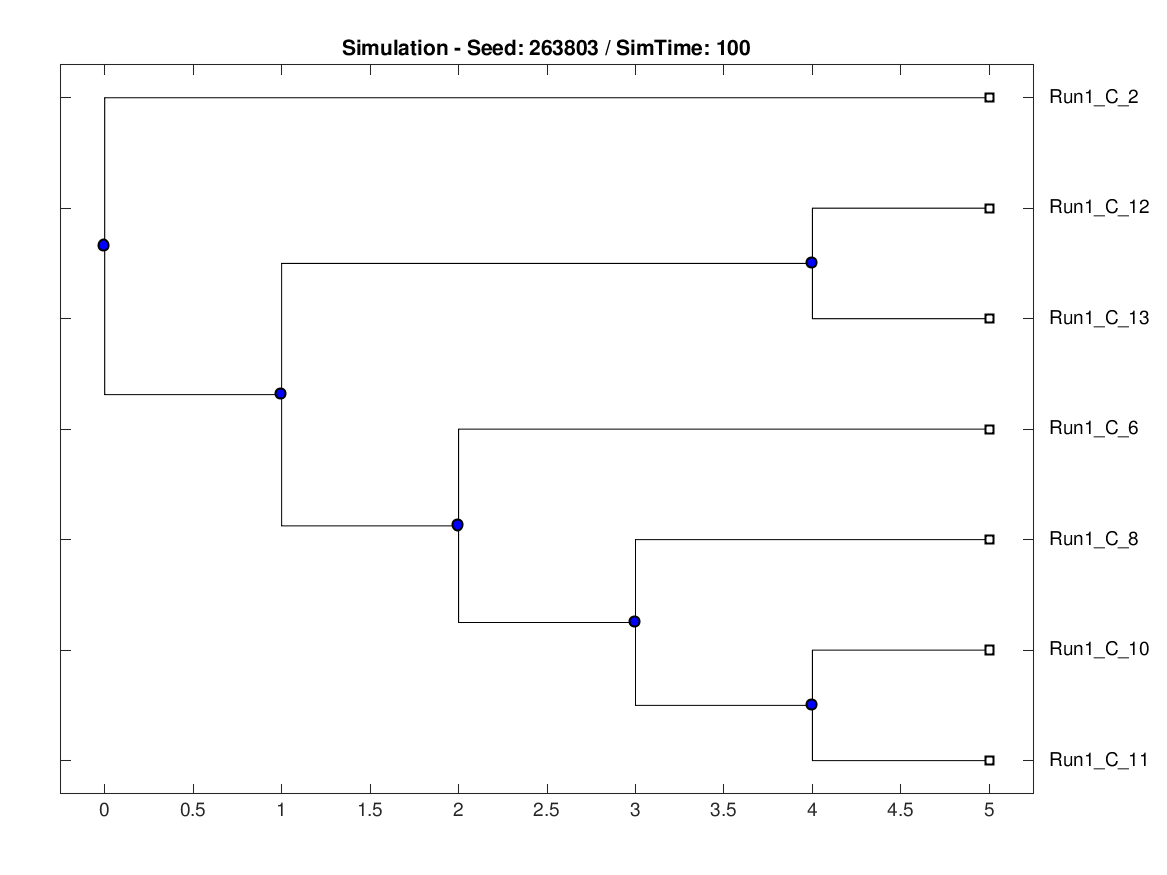 Simulation - Seed: 263803 / SimTime: 100
Run1_C_2
Run1_C_12
Run1_C_13
Run1_C_6
Run1_C_8
Run1_C_10
Run1_C_11
0 0.5 1 1.5 2 2.5 3 3.5 4 4.5 5